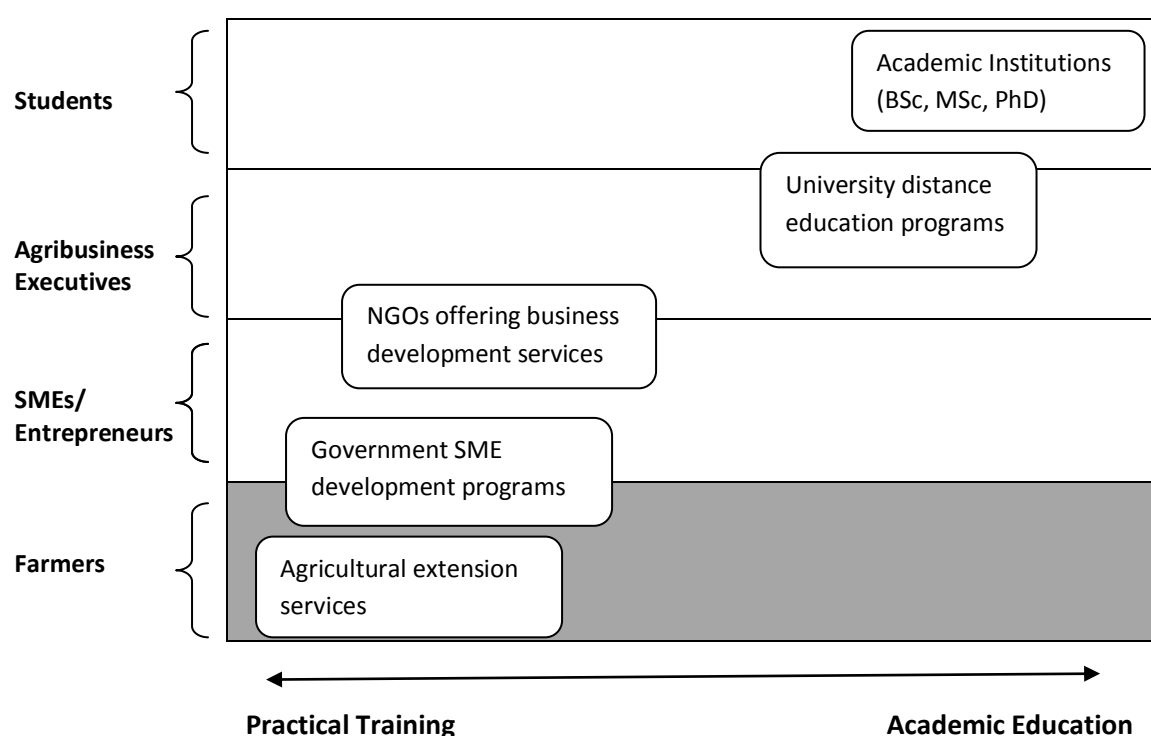 Students
Academic Institutions
(BSc, MSc, PhD)
University distance
education programs
Agribusiness
Executives
NGOs offering business
development services
SMEs/
Entrepreneurs
Government SME
development programs
Farmers
Agricultural extension
services
Practical Training
Academic Education